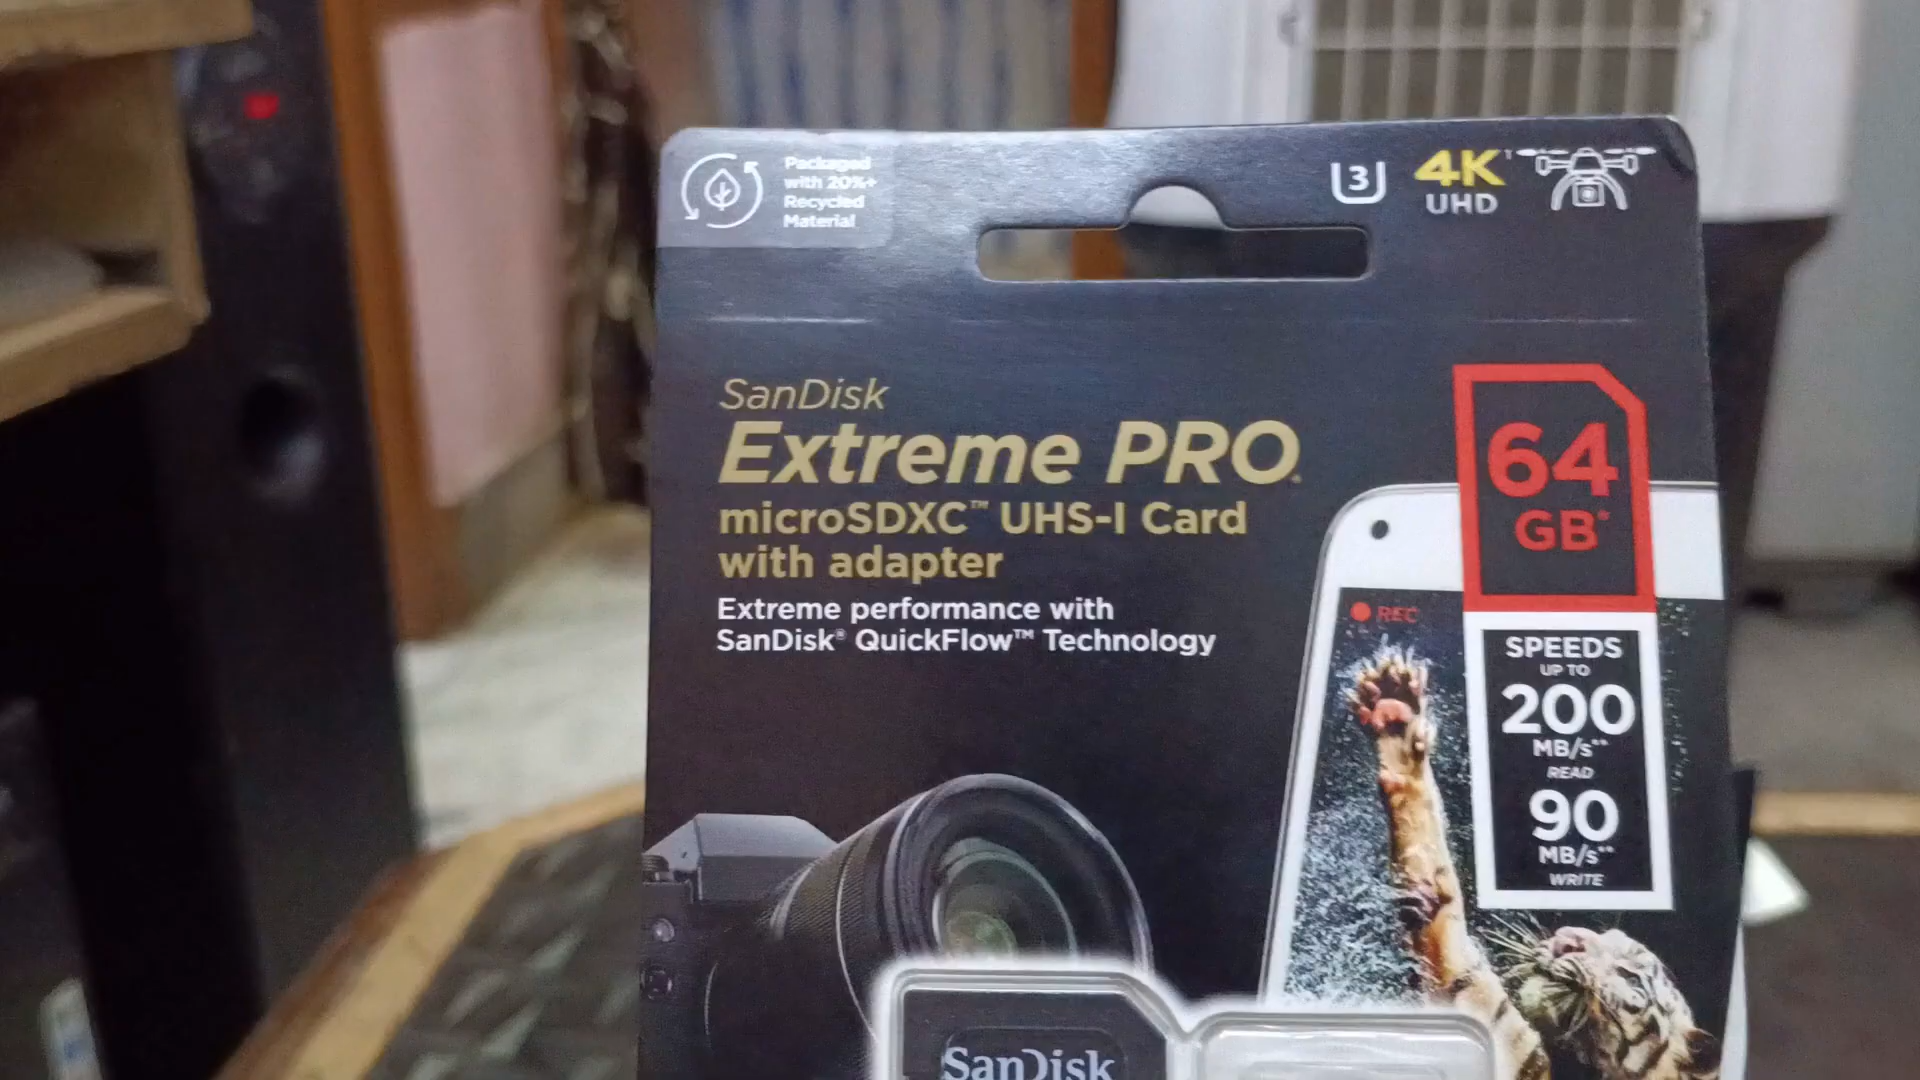 Packaged
with 20%+
Recycled
Material
3
4K†
UHD
SanDisk
Extreme PRO®
microSDXC™ UHS-I Card
with adapter
Extreme performance with
SanDisk® QuickFlow™ Technology
64
GB*
REC
SPEEDS
UP TO
200
MB/s**
READ
90
MB/s**
WRITE
SanDisk